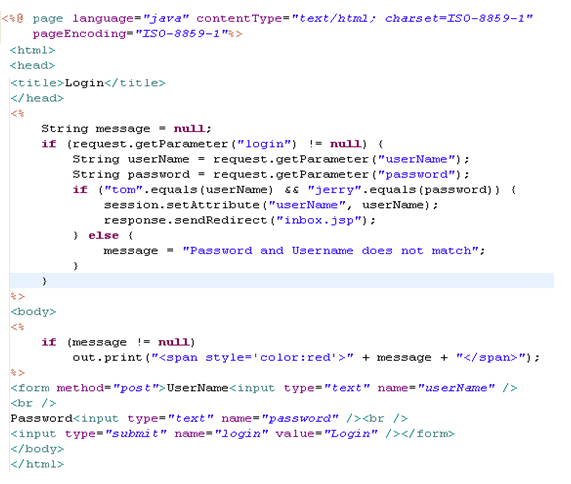 <%@ page language="java" contentType="text/html; charset=ISO-8859-1"
    pageEncoding="ISO-8859-1"%>
<html>
<head>
<title>Login</title>
</head>
<%
    String message = null;
    if (request.getParameter("login") != null) {
        String userName = request.getParameter("userName");
        String password = request.getParameter("password");
        if ("tom".equals(userName) && "jerry".equals(password)) {
            session.setAttribute("userName", userName);
            response.sendRedirect("inbox.jsp");
        } else {
            message = "Password and Username does not match";
        }
    }
%>
<body>
<%
    if (message != null)
        out.print("<span style='color:red'>" + message + "</span>");
%>
<form method="post">UserName<input type="text" name="userName" />
<br />
Password<input type="text" name="password" /><br />
<input type="submit" name="login" value="Login" /></form>
</body>
</html>